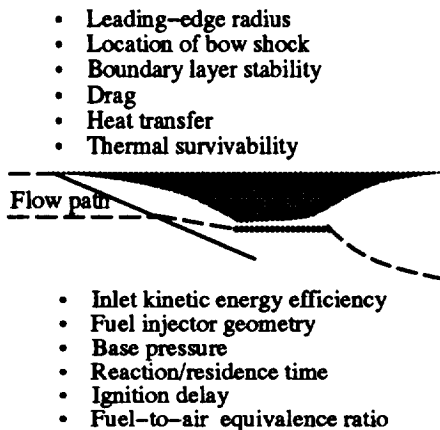 • Leading-edge radius
• Location of bow shock
• Boundary layer stability
• Drag
• Heat transfer
• Thermal survivability
Flow path
• Inlet kinetic energy efficiency
• Fuel injector geometry
• Base pressure
• Reaction/residence time
• Ignition delay
• Fuel-to-air equivalence ratio